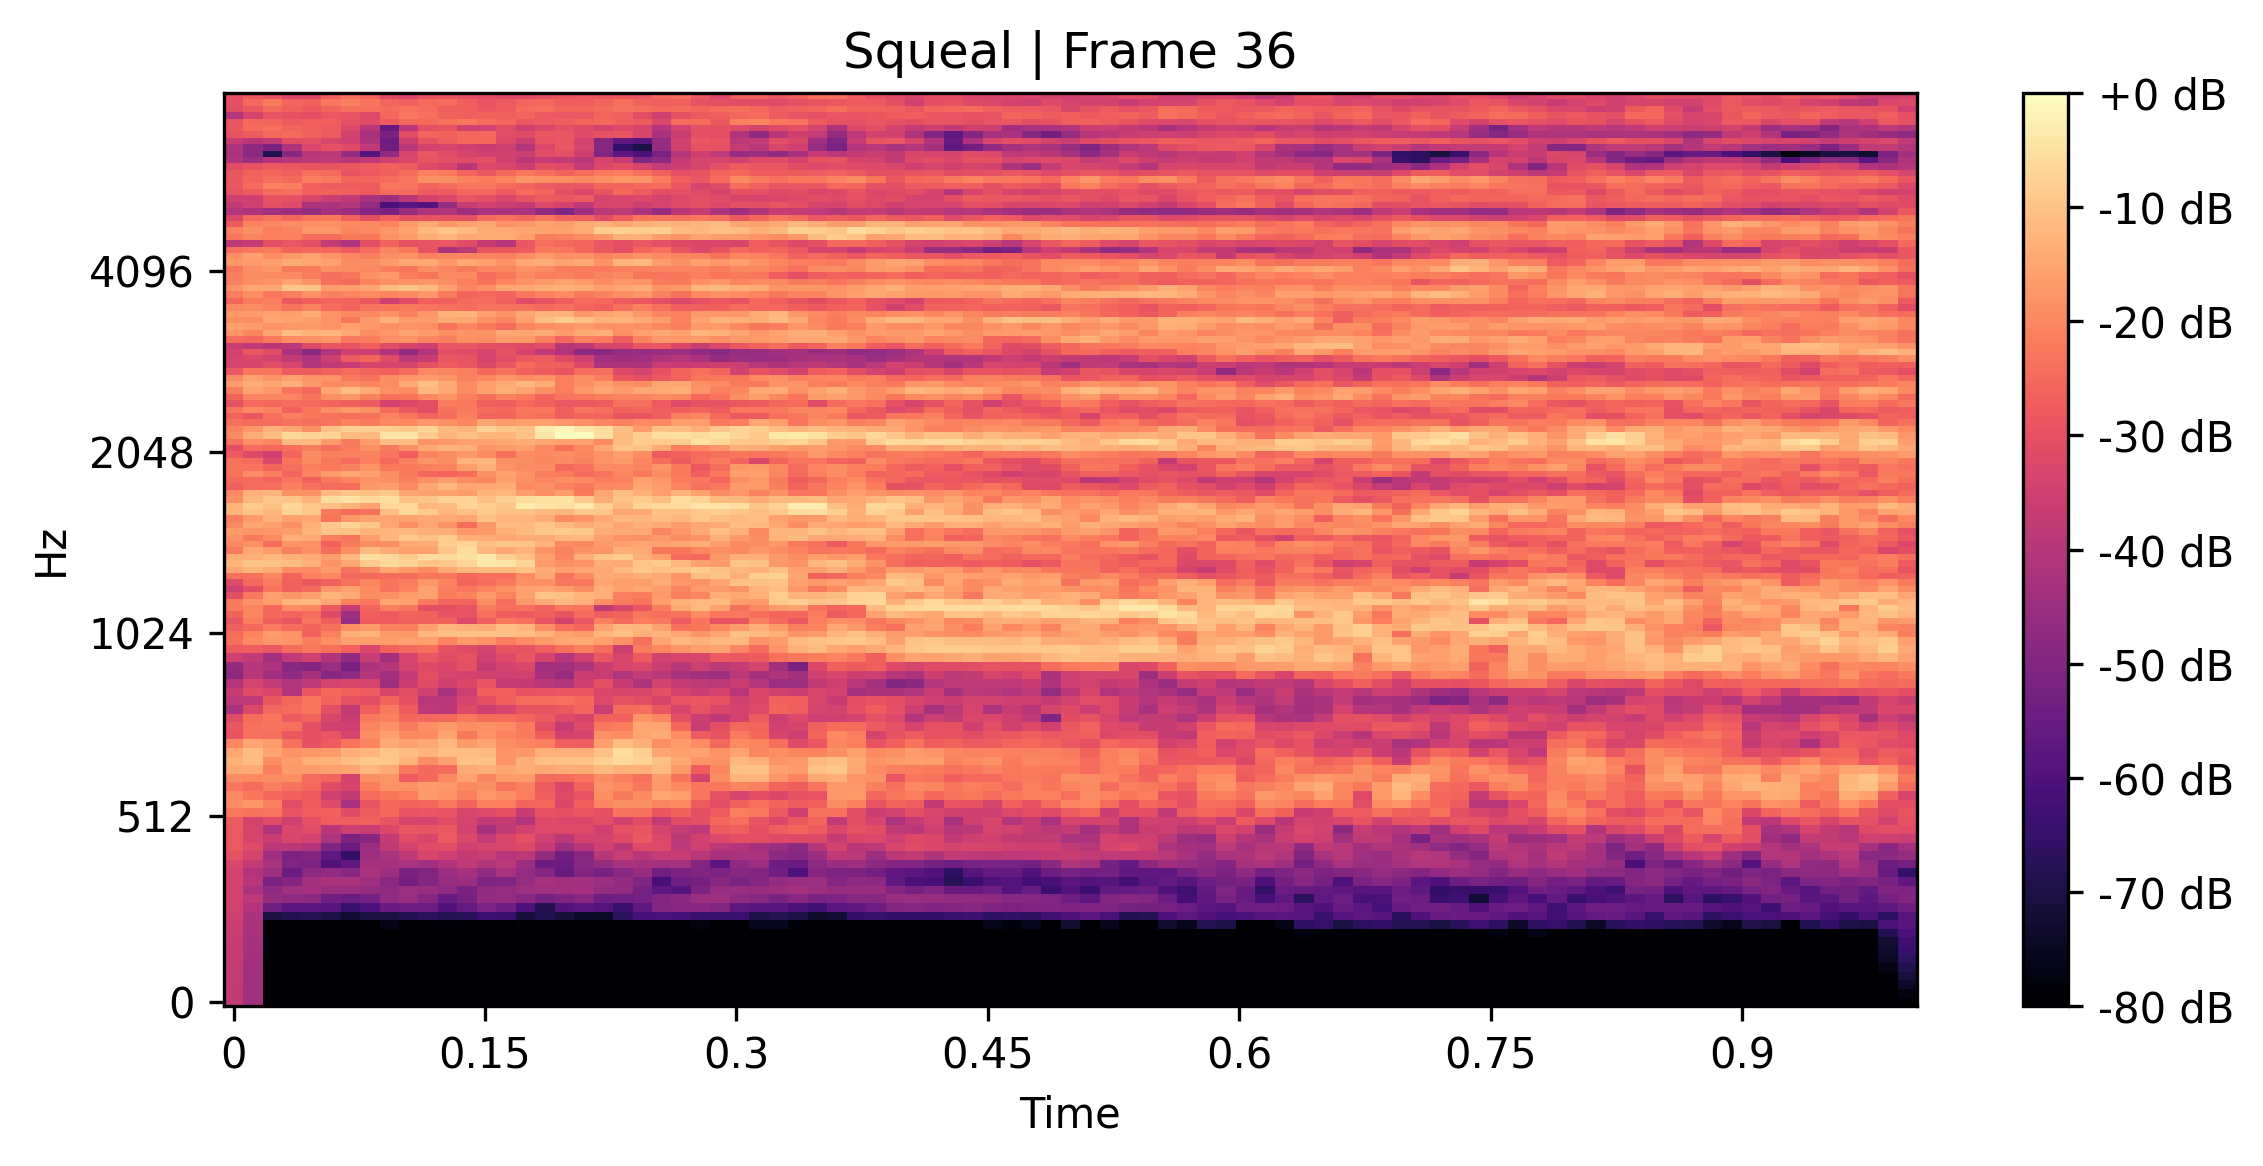 Squeal | Frame 36
+0 dB
-10 dB
-20 dB
-30 dB
-40 dB
-50 dB
-60 dB
-70 dB
-80 dB
Hz
4096
2048
1024
512
0
0 0.15 0.3 0.45 0.6 0.75 0.9
Time